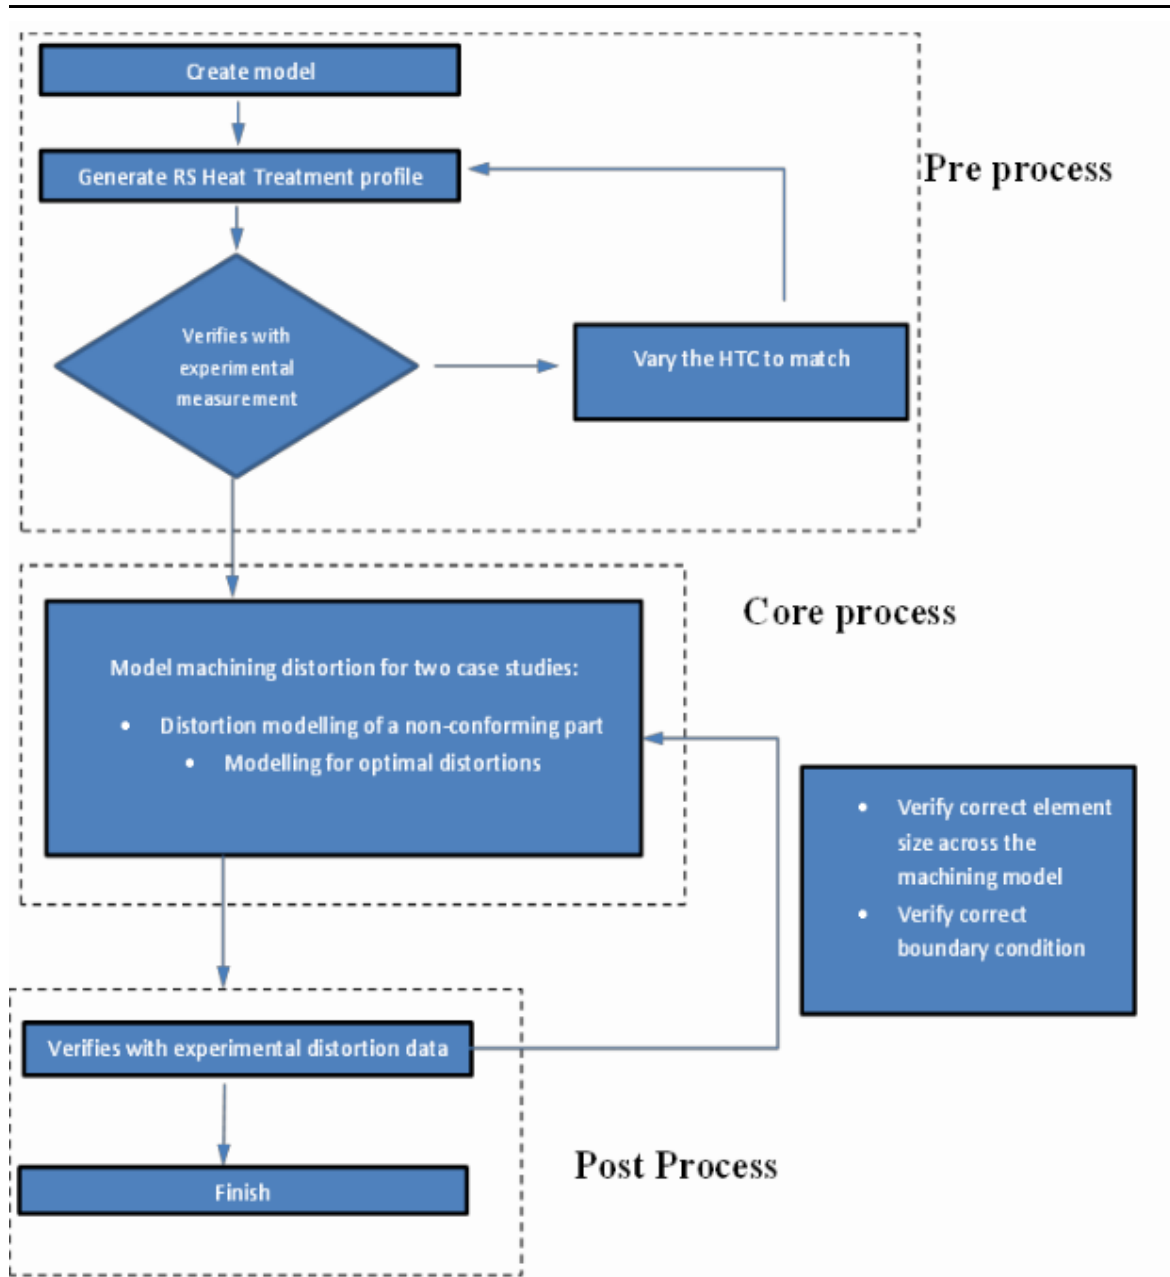 Create model
Generate RS Heat Treatment profile
Pre process
Verifies with
experimental
measurement
Vary the HTC to match
Core process
Model machining distortion for two case studies:
• Distortion modelling of a non-conforming part
• Modelling for optimal distortions
• Verify correct element
size across the
machining model
• Verify correct
boundary condition
Verifies with experimental distortion data
Post Process
Finish